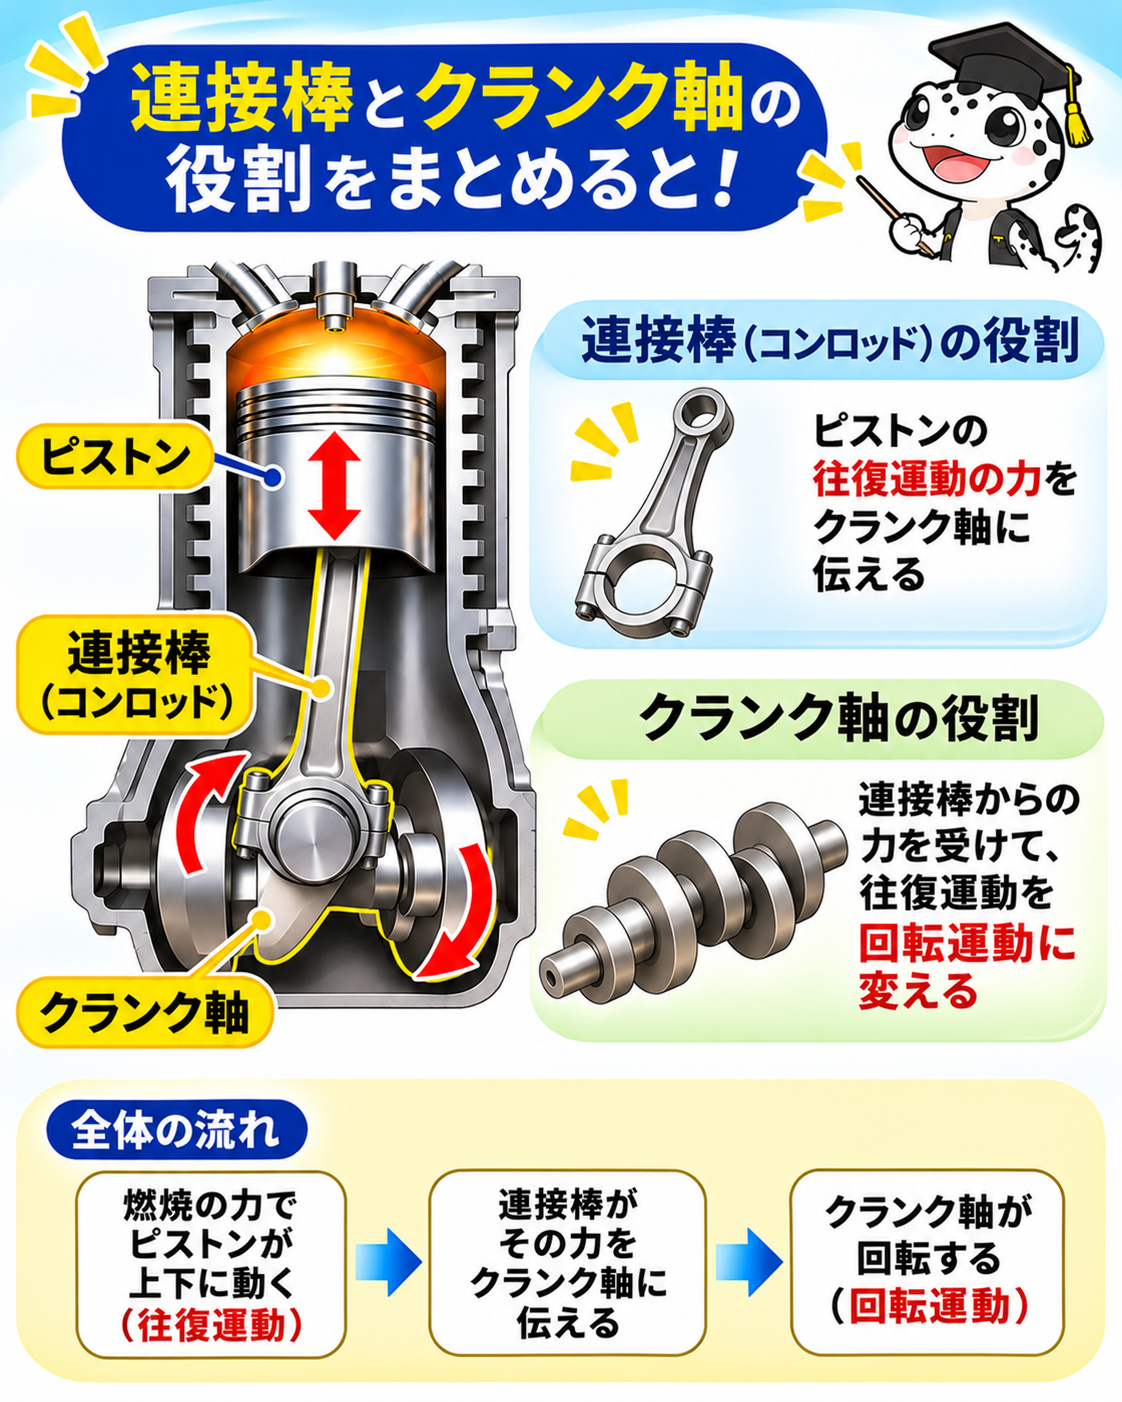 連接棒とクランク軸の
役割をまとめると!
ピストン
連接棒
(コンロッド)
クランク軸
連接棒(コンロッド)の役割
ピストンの
往復運動の力を
クランク軸に
伝える
クランク軸の役割
連接棒からの
力を受けて、
往復運動を
回転運動に
変える
全体の流れ
燃焼の力で
ピストンが
上下に動く
(往復運動)
連接棒が
その力を
クランク軸に
伝える
クランク軸が
回転する
(回転運動)